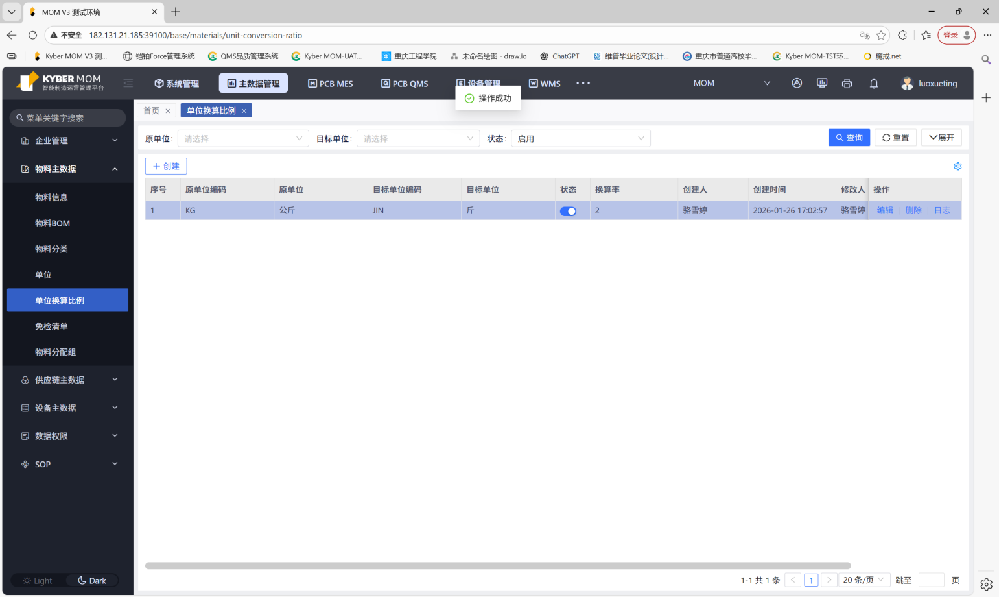 MOM V3 测试环境
不安全 182.131.21.185:39100/base/materials/unit-conversion-ratio
登录
Kyber MOM V3 测...
铠铂Force管理系统
QMS品质管理系统
Kyber MOM-UAT...
重庆工程学院
未命名绘图 - draw.io
ChatGPT
维普毕业论文(设计...
重庆市普通高校毕...
Kyber MOM-TST环...
魔戒.net
KYBER MOM
智能制造运营管理平台
系统管理
主数据管理
PCB MES
PCB QMS
设备管理
WMS
MOM
luoxueting
操作成功
菜单关键字搜索
企业管理
物料主数据
物料信息
物料BOM
物料分类
单位
单位换算比例
免检清单
物料分配组
供应链主数据
设备主数据
数据权限
SOP
Light
Dark
首页
单位换算比例
原单位: 请选择
目标单位: 请选择
状态: 启用
查询
重置
展开
创建
序号 原单位编码 原单位 目标单位编码 目标单位 状态 换算率 创建人 创建时间 修改人 操作
1 KG 公斤 JIN 斤 2 骆雪婷 2026-01-26 17:02:57 骆雪婷 编辑 删除 日志
1-1 共 1 条 1 20 条/页 跳至 页